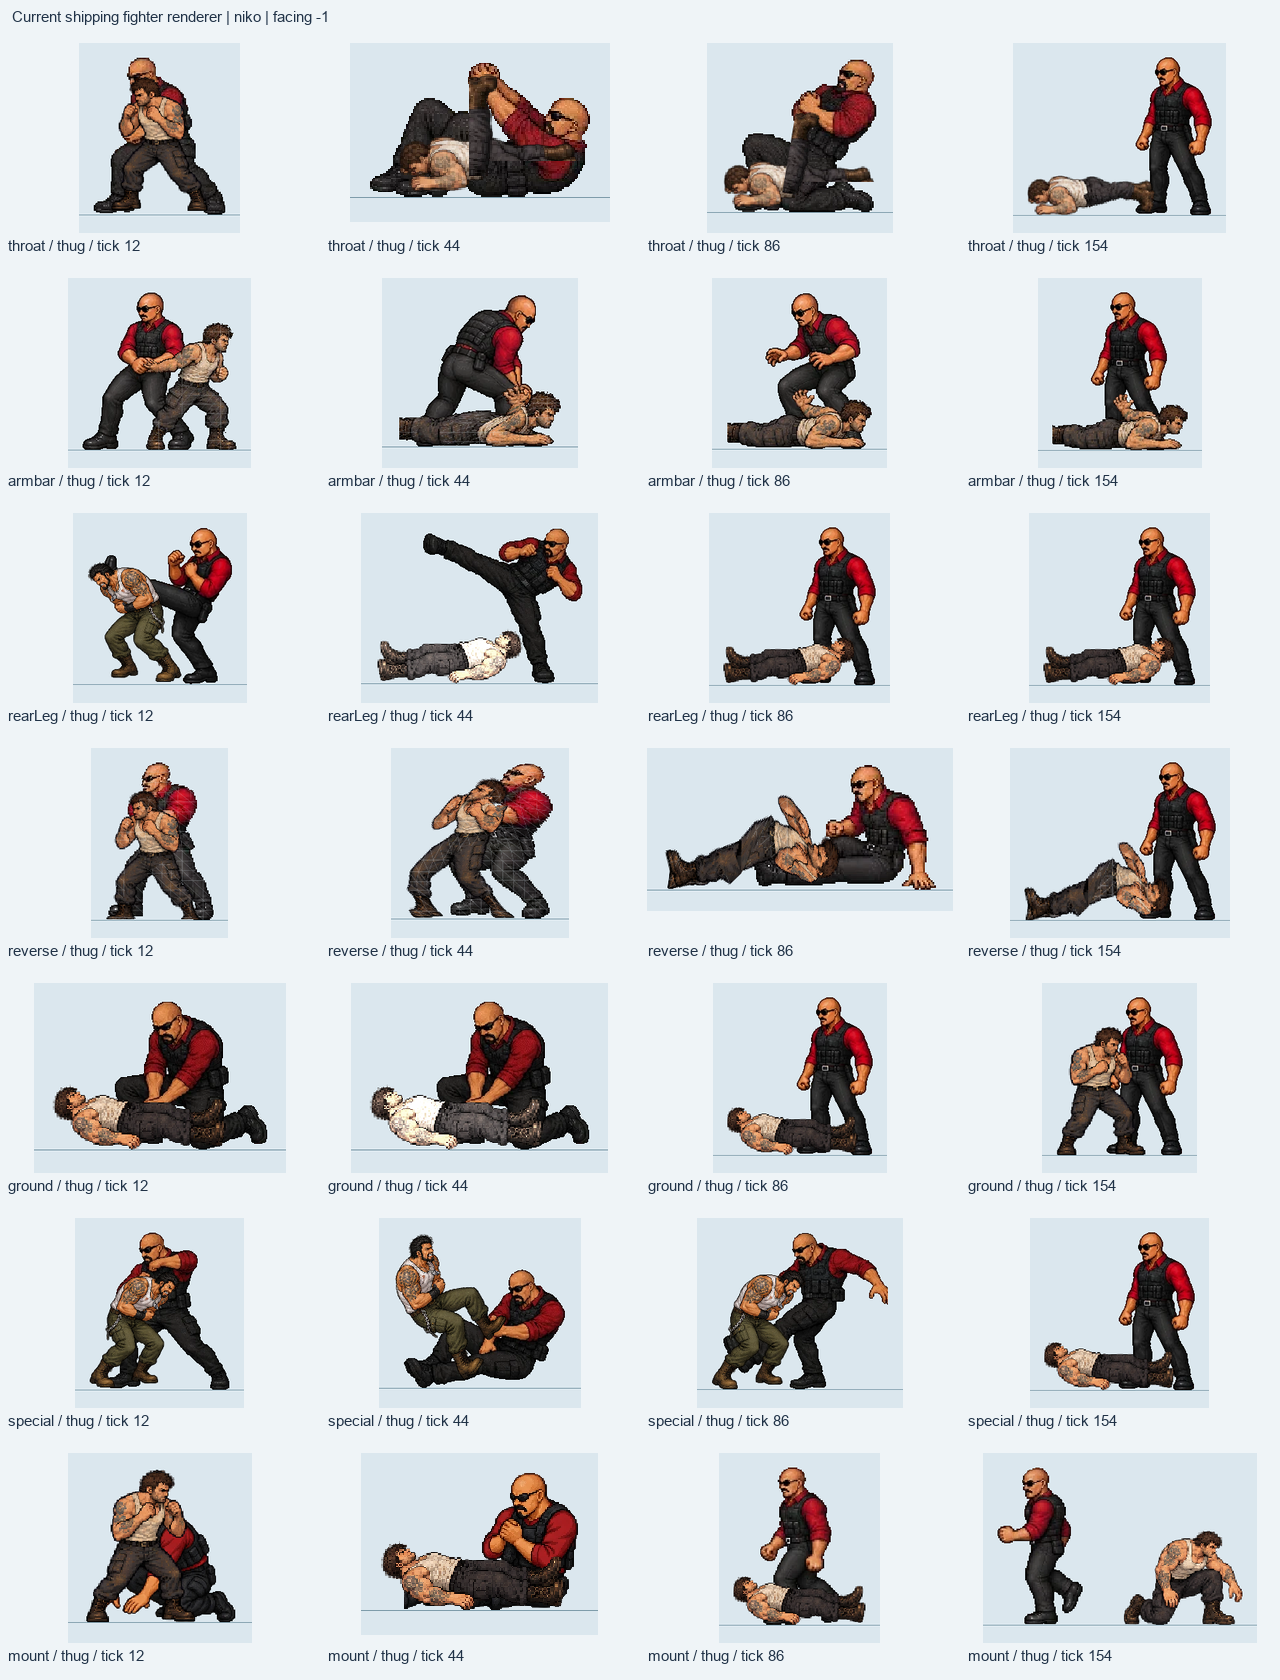 Current shipping fighter renderer | niko | facing -1
throat / thug / tick 12
throat / thug / tick 44
throat / thug / tick 86
throat / thug / tick 154
armbar / thug / tick 12
armbar / thug / tick 44
armbar / thug / tick 86
armbar / thug / tick 154
rearLeg / thug / tick 12
rearLeg / thug / tick 44
rearLeg / thug / tick 86
rearLeg / thug / tick 154
reverse / thug / tick 12
reverse / thug / tick 44
reverse / thug / tick 86
reverse / thug / tick 154
ground / thug / tick 12
ground / thug / tick 44
ground / thug / tick 86
ground / thug / tick 154
special / thug / tick 12
special / thug / tick 44
special / thug / tick 86
special / thug / tick 154
mount / thug / tick 12
mount / thug / tick 44
mount / thug / tick 86
mount / thug / tick 154